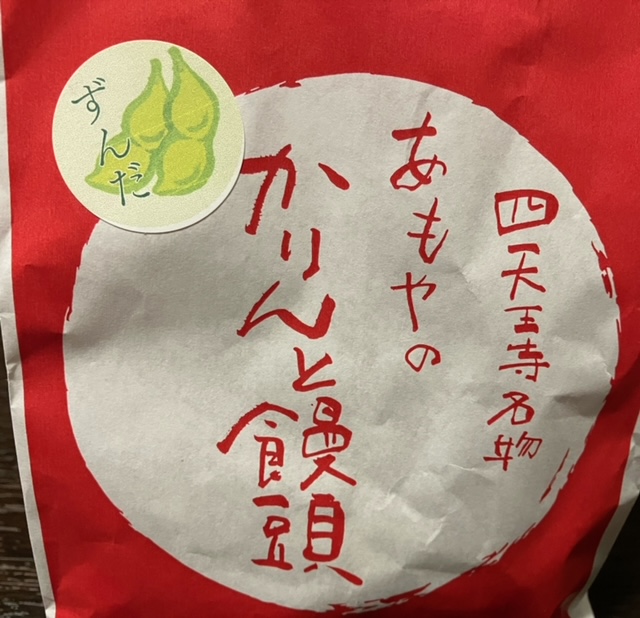 四天王寺名物
あもやの
かりんと饅頭
ずんだ